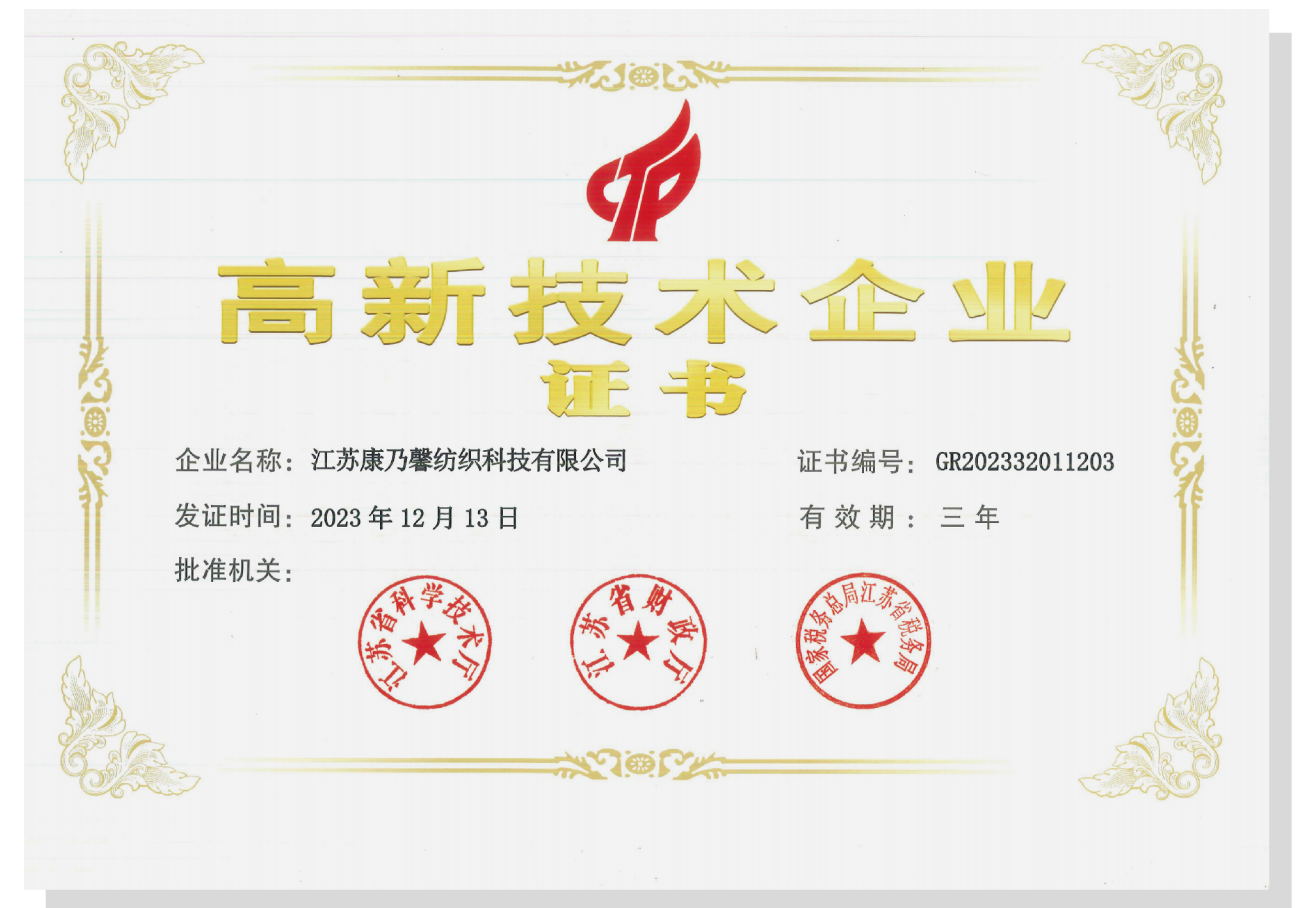 高新技术企业
证书
企业名称：江苏康乃馨纺织科技有限公司
证书编号：GR202332011203
发证时间：2023年12月13日
有效期：三年
批准机关：
江苏省科学技术厅
江苏省财政厅
国家税务总局江苏省税务局